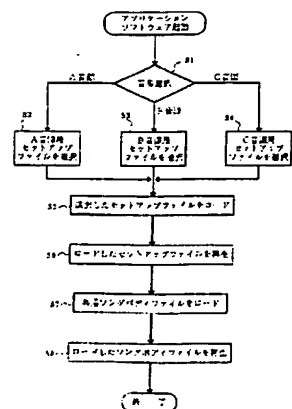 アプリケーション
ソフトウェア起動
S1
言語選択
A言語
B言語
C言語
S2
A言語用
セットアップ
ファイルを選択
S3
B言語用
セットアップ
ファイルを選択
S4
C言語用
セットアップ
ファイルを選択
S5
選択したセットアップファイルをロード
S6
ロードしたセットアップファイルを再生
S7
共通ソングボディファイルをロード
S8
ロードしたソングボディファイルを再生
終 了